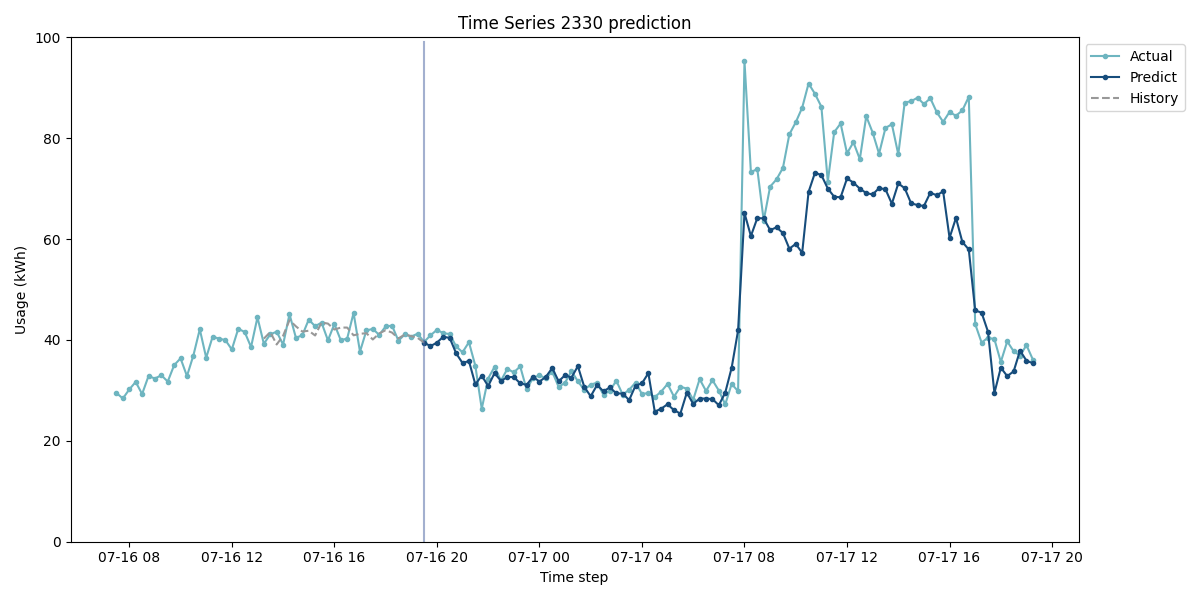 Time Series 2330 prediction
100
80
60
40
20
0
Usage (kWh)
07-16 08
07-16 12
07-16 16
07-16 20
07-17 00
07-17 04
07-17 08
07-17 12
07-17 16
07-17 20
Time step
Actual
Predict
History